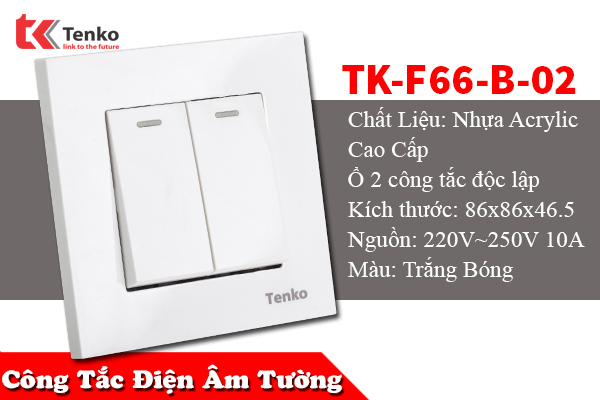 Tenko
link to the future
TK-F66-B-02
Chất Liệu: Nhựa Acrylic
Cao Cấp
Ổ 2 công tắc độc lập
Kích thước: 86x86x46.5
Nguồn: 220V~250V 10A
Màu: Trắng Bóng
Tenko
Công Tắc Điện Âm Tường